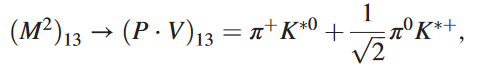 (M²)₁₃ → (P · V)₁₃ = π⁺K*⁰ + 1/√2 π⁰K*⁺,